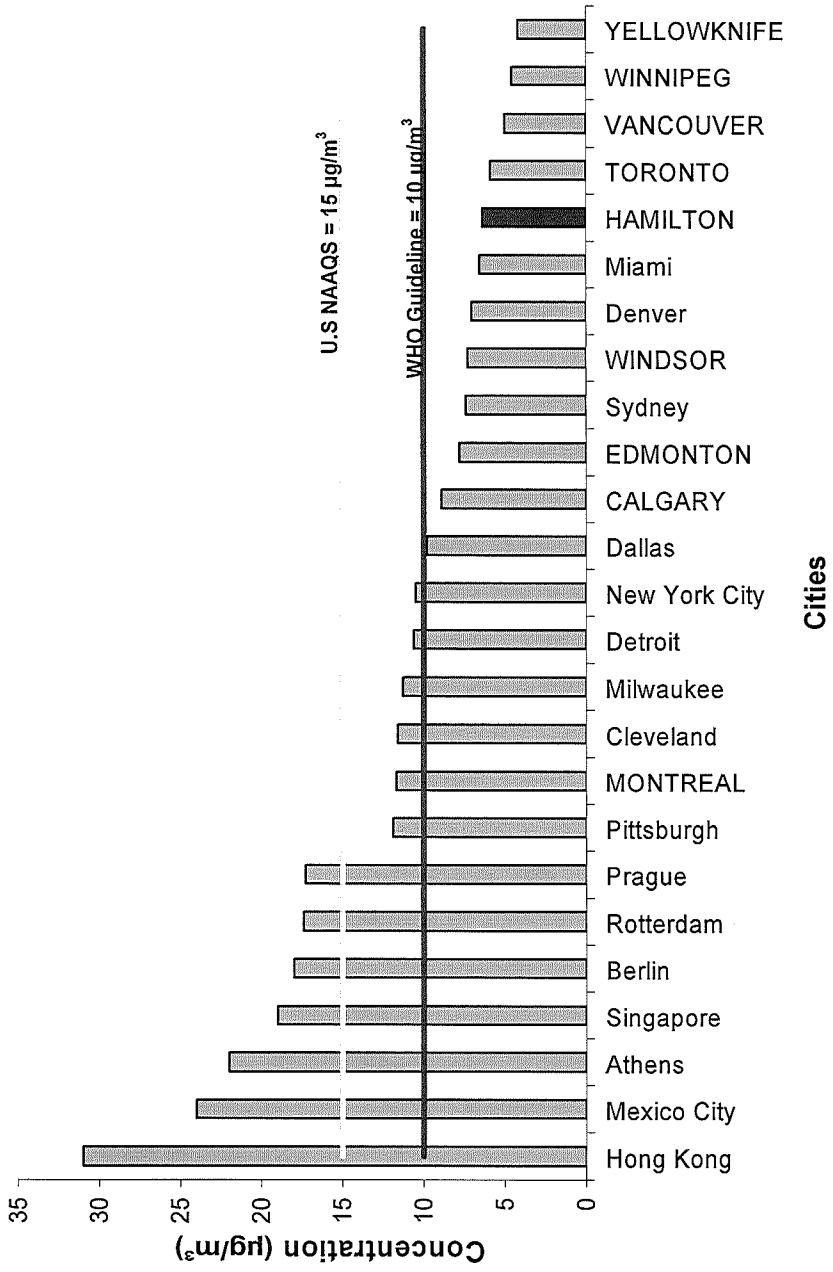 Concentration (µg/m³)
35
30
25
20
15
10
5
0
U.S NAAQS = 15 µg/m³
WHO Guideline = 10 µg/m³
Hong Kong
Mexico City
Athens
Singapore
Berlin
Rotterdam
Prague
Pittsburgh
MONTREAL
Cleveland
Milwaukee
Detroit
New York City
Dallas
CALGARY
EDMONTON
Sydney
WINDSOR
Denver
Miami
HAMILTON
TORONTO
VANCOUVER
WINNIPEG
YELLOWKNIFE
Cities